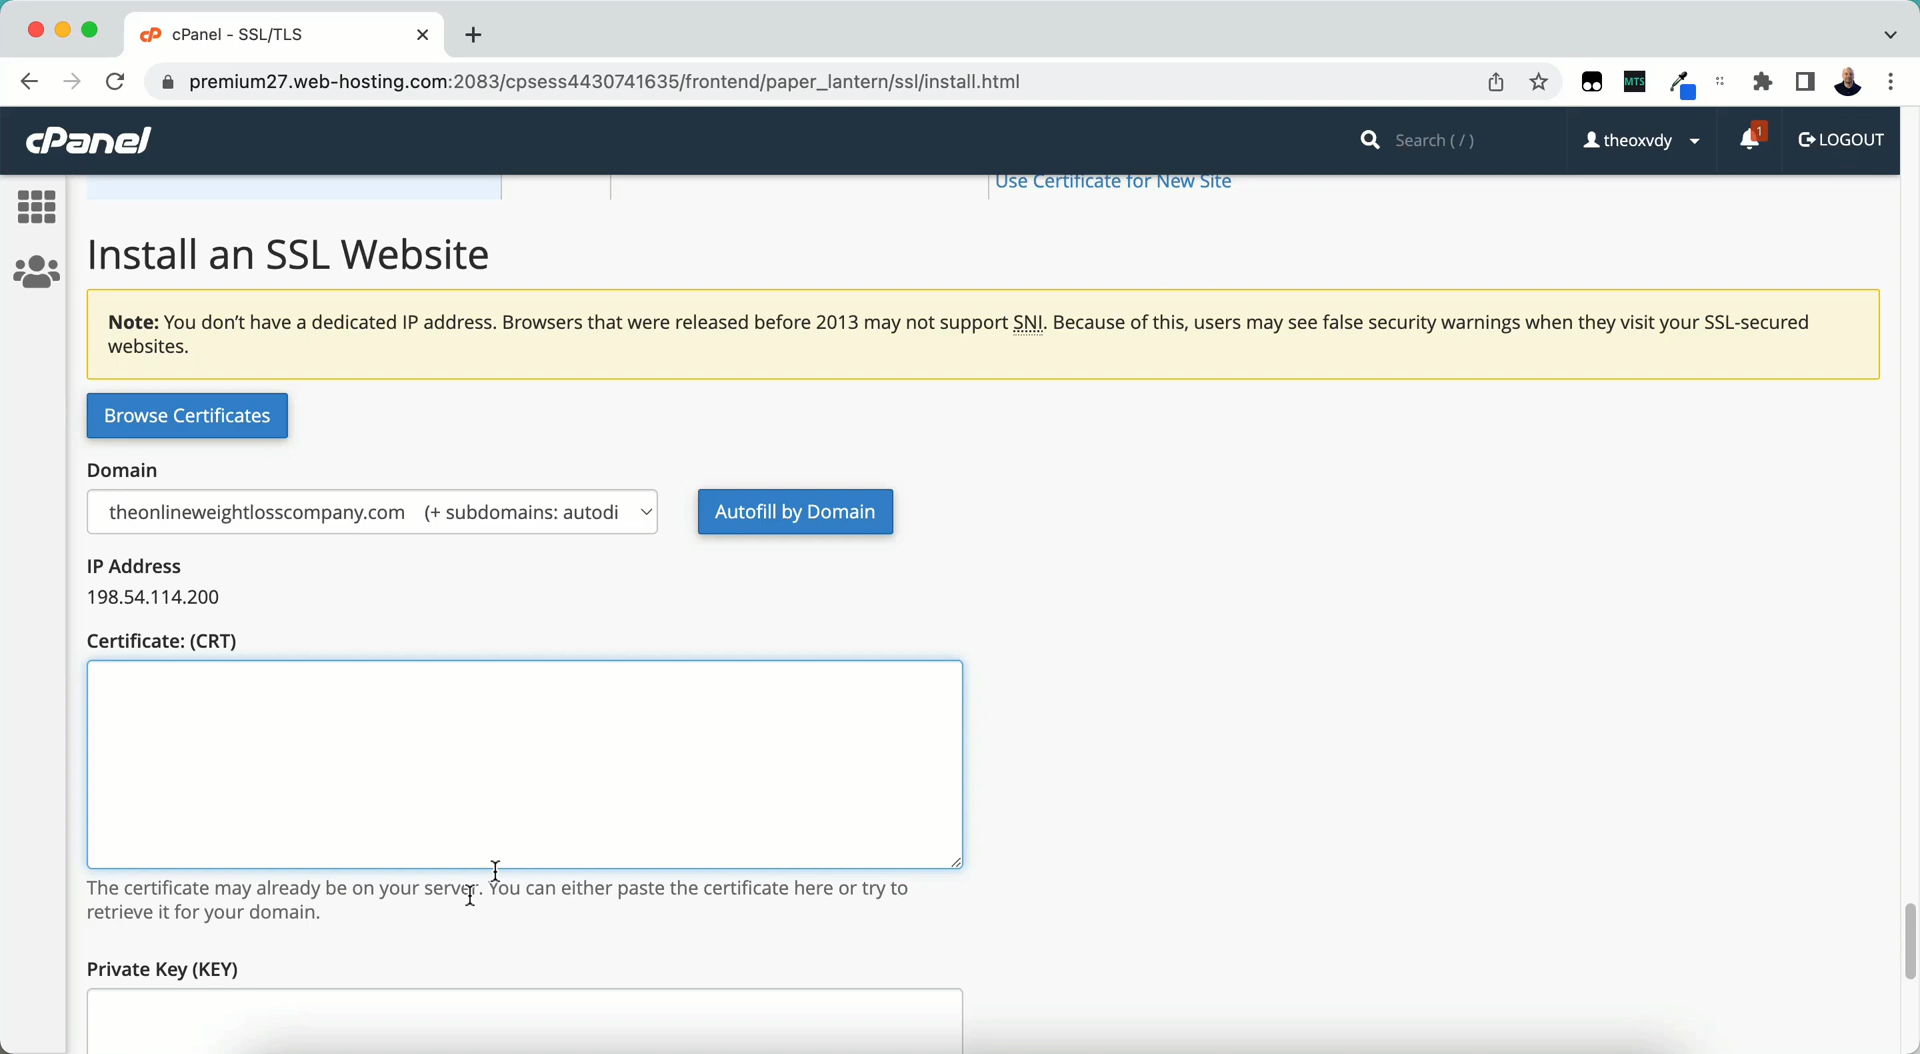 cPanel - SSL/TLS
premium27.web-hosting.com:2083/cpsess4430741635/frontend/paper_lantern/ssl/install.html
MTS
cPanel
Search ( / )
theoxvdy
1
LOGOUT
Use Certificate for New Site
Install an SSL Website
Note: You don't have a dedicated IP address. Browsers that were released before 2013 may not support SNI. Because of this, users may see false security warnings when they visit your SSL-secured
websites.
Browse Certificates
Domain
theonlineweightlosscompany.com (+ subdomains: autodi
Autofill by Domain
IP Address
198.54.114.200
Certificate: (CRT)
The certificate may already be on your server. You can either paste the certificate here or try to
retrieve it for your domain.
Private Key (KEY)